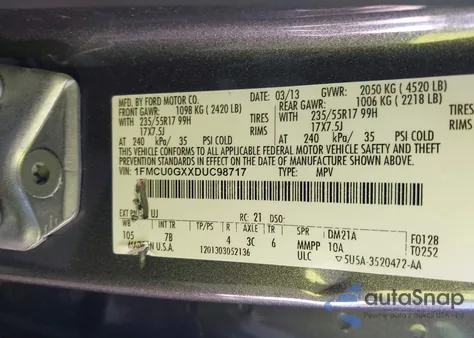 MFD. BY FORD MOTOR CO.
DATE: 03/13 GVWR: 2050 KG (4520 LB)
FRONT GAWR: 1098 KG (2420 LB) REAR GAWR: 1006 KG (2218 LB)
WITH 235/55R17 99H TIRES WITH 235/55R17 99H TIRES
17X7.5J RIMS 17X7.5J RIMS
AT 240 kPa/ 35 PSI COLD AT 240 kPa/ 35 PSI COLD
THIS VEHICLE CONFORMS TO ALL APPLICABLE FEDERAL MOTOR VEHICLE
SAFETY STANDARDS IN EFFECT ON THE DATE OF MANUFACTURE SHOWN ABOVE.
VIN: 1FMCU0GXXDUC98717 TYPE: MPV
EXT PNT: UJ RC: 21 DSO:
WB INT TR TP/PS R AXLE TR SPR DM21A F0128
105 7B 4 3C 6 MMPP 10A T0252
MADE IN U.S.A. 1201303052136 ULC 5U5A-3520472-AA
autoSnap